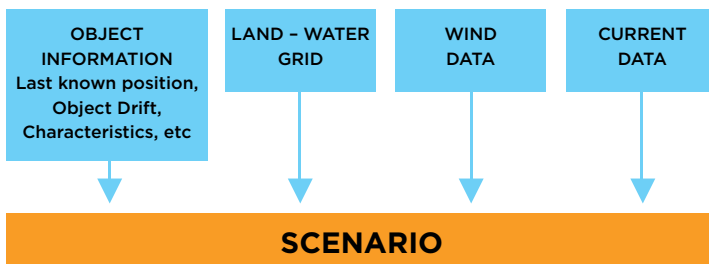 OBJECT
INFORMATION
Last known position,
Object Drift,
Characteristics, etc
LAND – WATER
GRID
WIND
DATA
CURRENT
DATA
SCENARIO